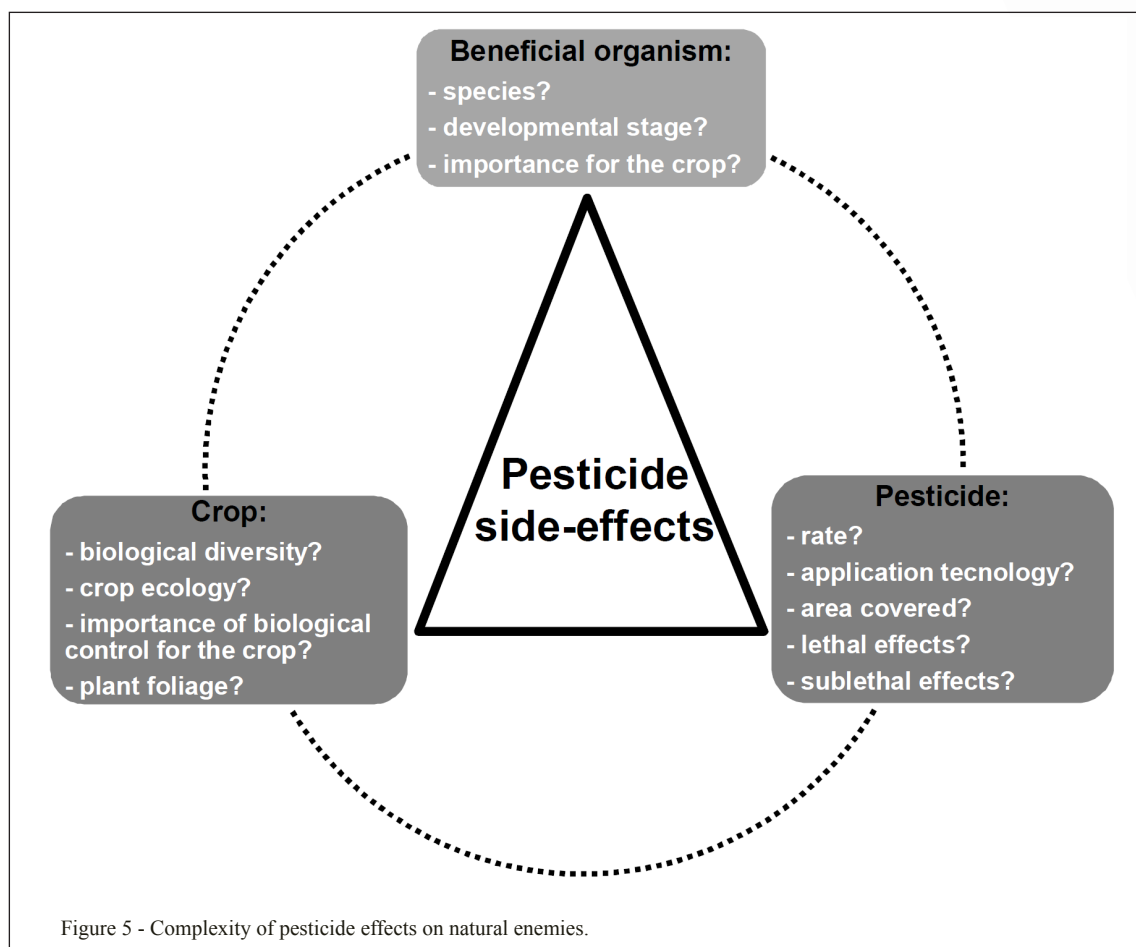 Beneficial organism:
- species?
- developmental stage?
- importance for the crop?
Pesticide
side-effects
Crop:
- biological diversity?
- crop ecology?
- importance of biological
control for the crop?
- plant foliage?
Pesticide:
- rate?
- application tecnology?
- area covered?
- lethal effects?
- sublethal effects?
Figure 5 - Complexity of pesticide effects on natural enemies.